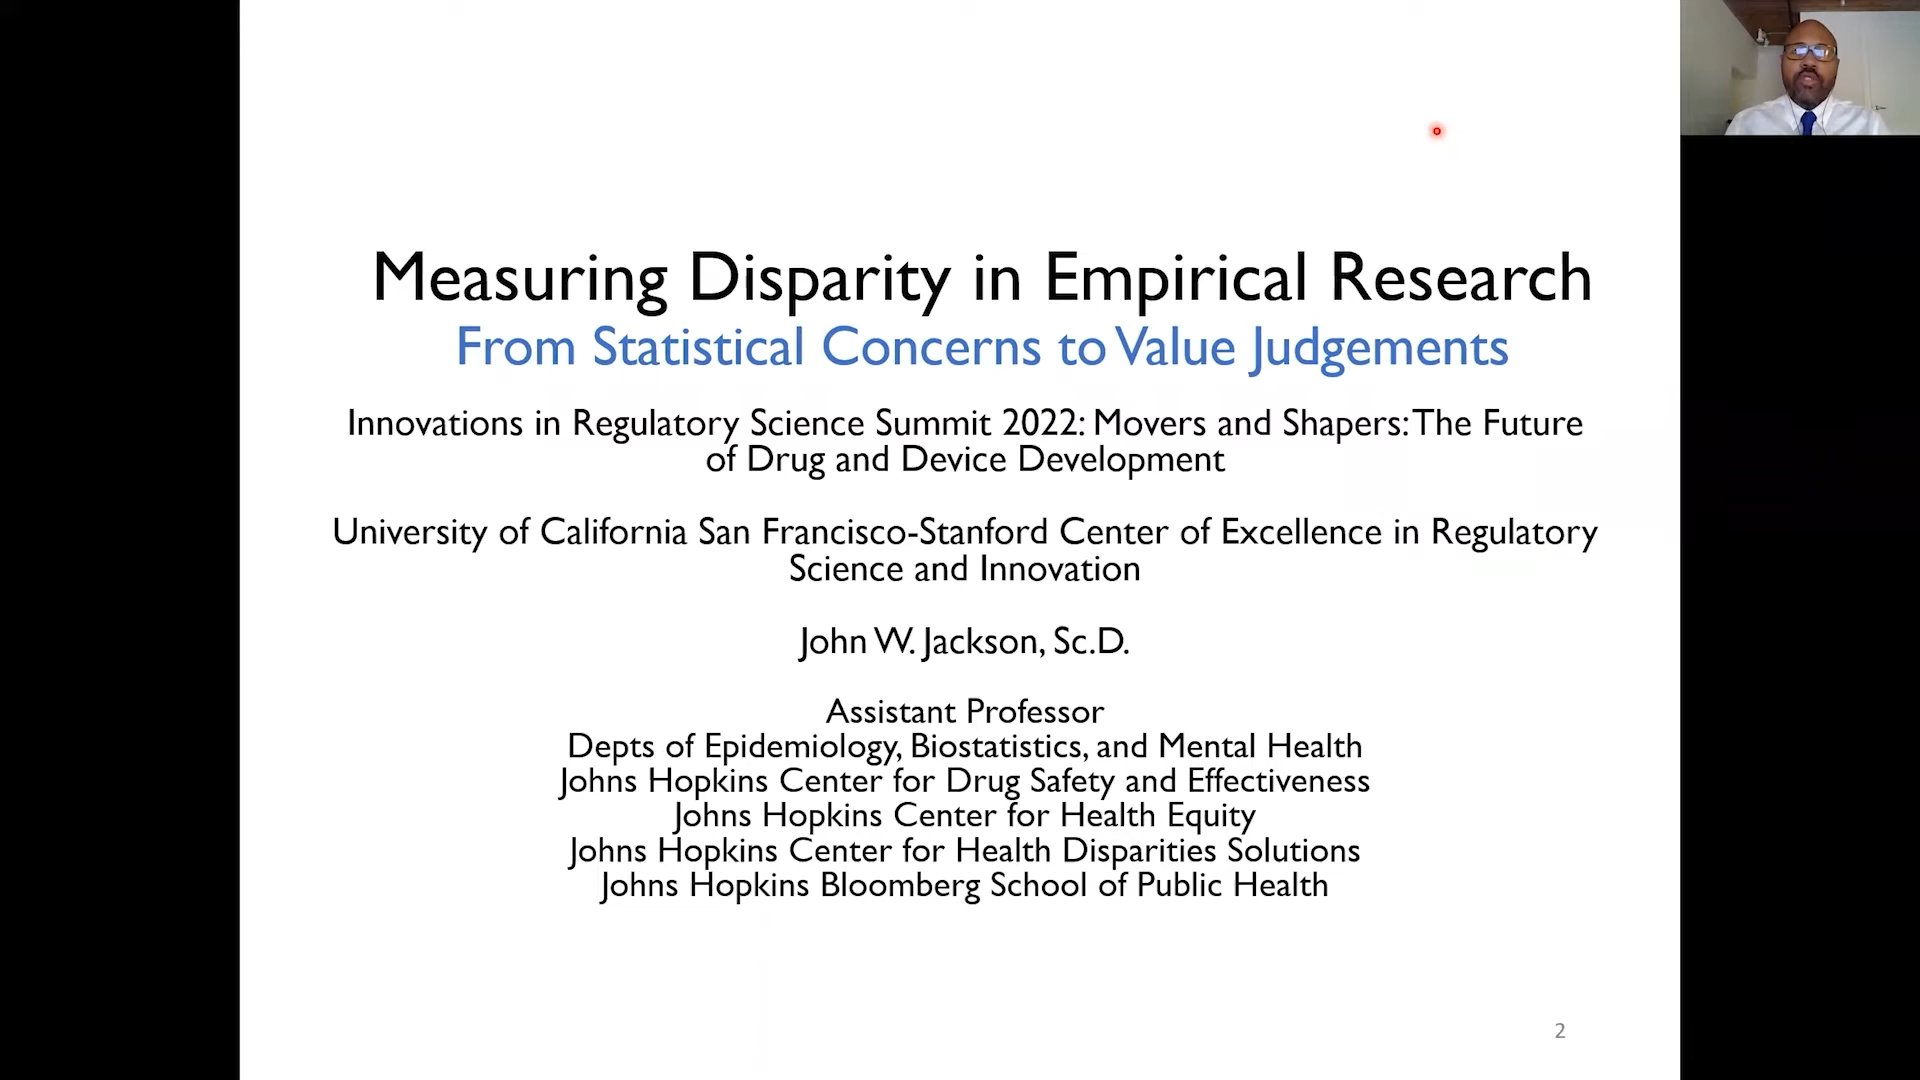 Measuring Disparity in Empirical Research
From Statistical Concerns to Value Judgements
Innovations in Regulatory Science Summit 2022: Movers and Shapers: The Future
of Drug and Device Development
University of California San Francisco-Stanford Center of Excellence in Regulatory
Science and Innovation
John W. Jackson, Sc.D.
Assistant Professor
Depts of Epidemiology, Biostatistics, and Mental Health
Johns Hopkins Center for Drug Safety and Effectiveness
Johns Hopkins Center for Health Equity
Johns Hopkins Center for Health Disparities Solutions
Johns Hopkins Bloomberg School of Public Health
2